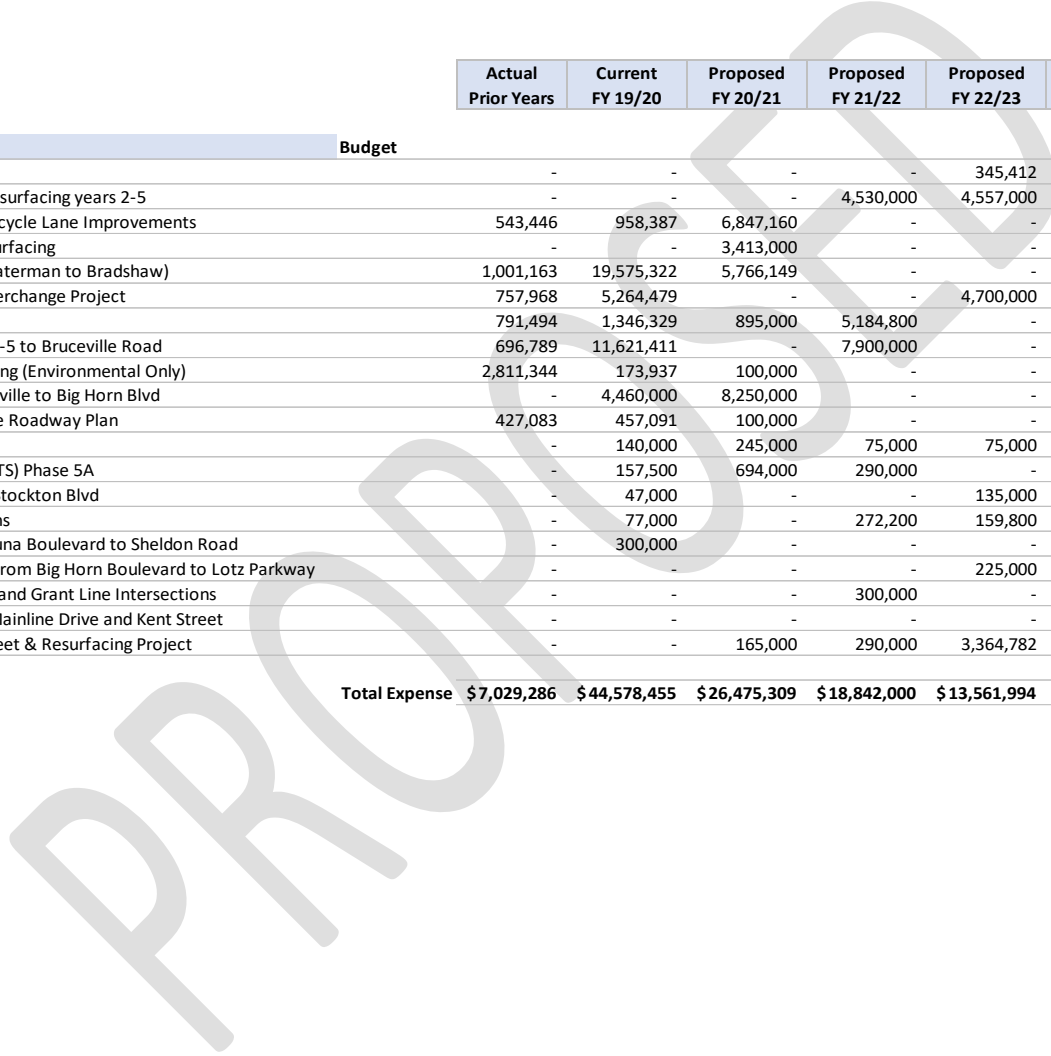 Actual Current Proposed Proposed Proposed
Prior Years FY 19/20 FY 20/21 FY 21/22 FY 22/23
Budget
- - - - 345,412
surfacing years 2-5 - - - 4,530,000 4,557,000
cycle Lane Improvements 543,446 958,387 6,847,160 - -
urfacing - - 3,413,000 - -
aterman to Bradshaw) 1,001,163 19,575,322 5,766,149 - -
erchange Project 757,968 5,264,479 - - 4,700,000
791,494 1,346,329 895,000 5,184,800 -
-5 to Bruceville Road 696,789 11,621,411 - 7,900,000 -
ng (Environmental Only) 2,811,344 173,937 100,000 - -
ville to Big Horn Blvd - 4,460,000 8,250,000 - -
e Roadway Plan 427,083 457,091 100,000 - -
- 140,000 245,000 75,000 75,000
TS) Phase 5A - 157,500 694,000 290,000 -
Stockton Blvd - 47,000 - - 135,000
ns - 77,000 - 272,200 159,800
una Boulevard to Sheldon Road - 300,000 - - -
rom Big Horn Boulevard to Lotz Parkway - - - - 225,000
and Grant Line Intersections - - - 300,000 -
Mainline Drive and Kent Street - - - - -
eet & Resurfacing Project - - 165,000 290,000 3,364,782
Total Expense $7,029,286 $44,578,455 $26,475,309 $18,842,000 $13,561,994
PROPOSED